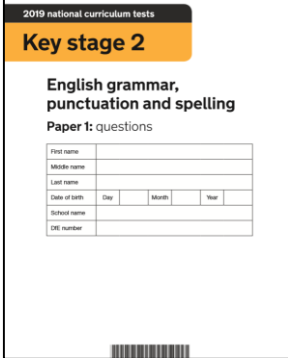 2019 national curriculum tests
Key stage 2
English grammar,
punctuation and spelling
Paper 1: questions
First name
Middle name
Last name
Date of birth Day Month Year
School name
DfE number